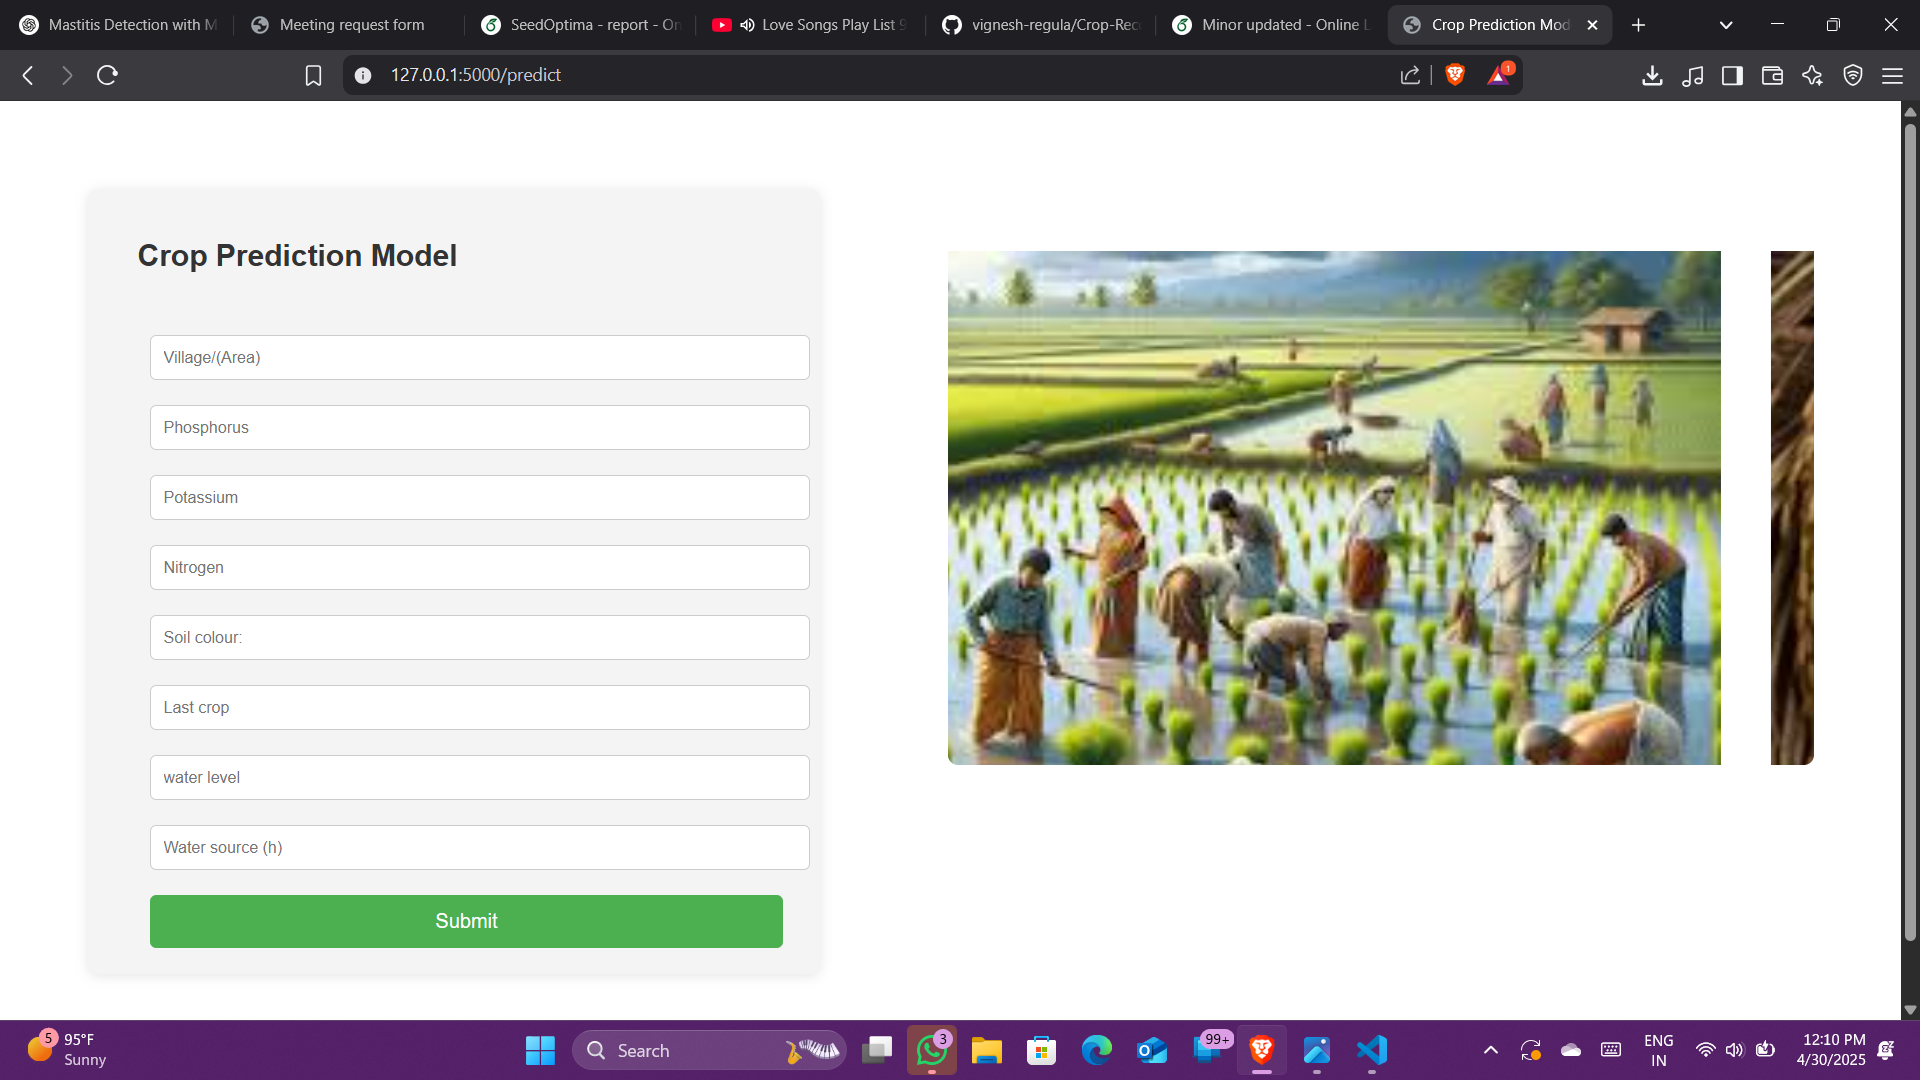 Mastitis Detection with M
Meeting request form
SeedOptima - report - On
Love Songs Play List 9
vignesh-regula/Crop-Reco
Minor updated - Online L
Crop Prediction Mod
127.0.0.1:5000/predict
1
Crop Prediction Model
Village/(Area)
Phosphorus
Potassium
Nitrogen
Soil colour:
Last crop
water level
Water source (h)
Submit
5
95°F
Sunny
Search
3
99+
ENG
IN
12:10 PM
4/30/2025